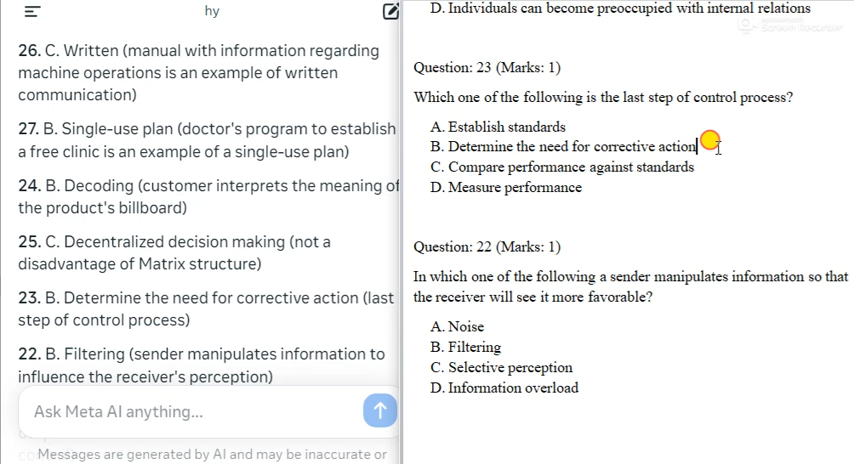 hy
26. C. Written (manual with information regarding
machine operations is an example of written
communication)
27. B. Single-use plan (doctor's program to establish
a free clinic is an example of a single-use plan)
24. B. Decoding (customer interprets the meaning of
the product's billboard)
25. C. Decentralized decision making (not a
disadvantage of Matrix structure)
23. B. Determine the need for corrective action (last
step of control process)
22. B. Filtering (sender manipulates information to
influence the receiver's perception)
Ask Meta AI anything...
Messages are generated by AI and may be inaccurate or
D. Individuals can become preoccupied with internal relations
Screen Recorder
Question: 23 (Marks: 1)
Which one of the following is the last step of control process?
A. Establish standards
B. Determine the need for corrective action
C. Compare performance against standards
D. Measure performance
Question: 22 (Marks: 1)
In which one of the following a sender manipulates information so that
the receiver will see it more favorable?
A. Noise
B. Filtering
C. Selective perception
D. Information overload